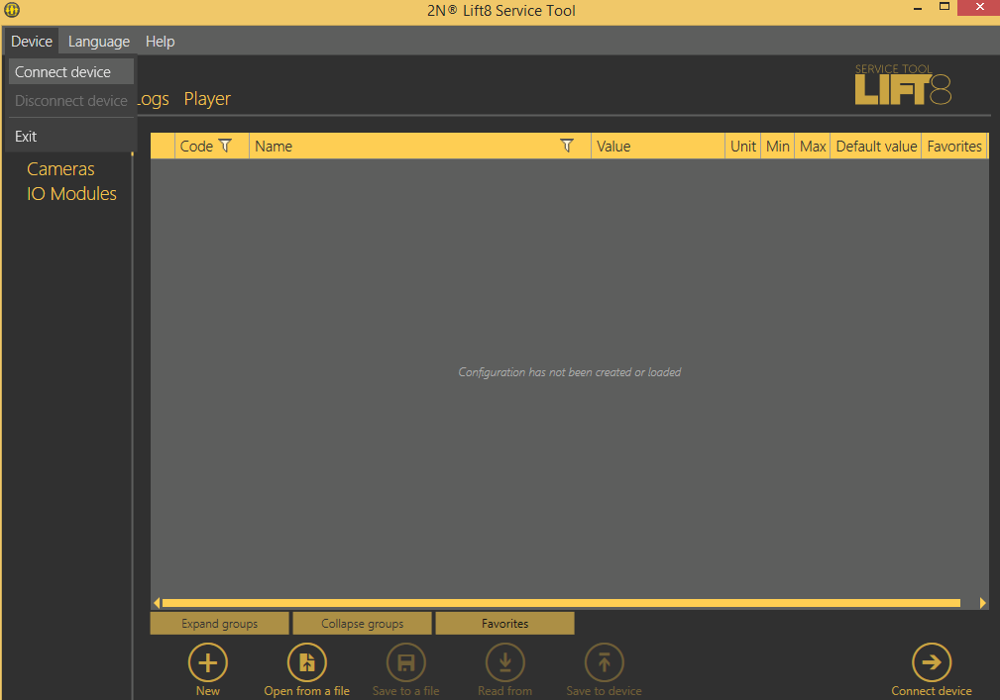 2N® Lift8 Service Tool
Device Language Help
Connect device
Disconnect device
Exit
Logs Player
SERVICE TOOL
LIFT8
Cameras
IO Modules
Code Name Value Unit Min Max Default value Favorites
Configuration has not been created or loaded
Expand groups Collapse groups Favorites
New Open from a file Save to a file Read from Save to device Connect device